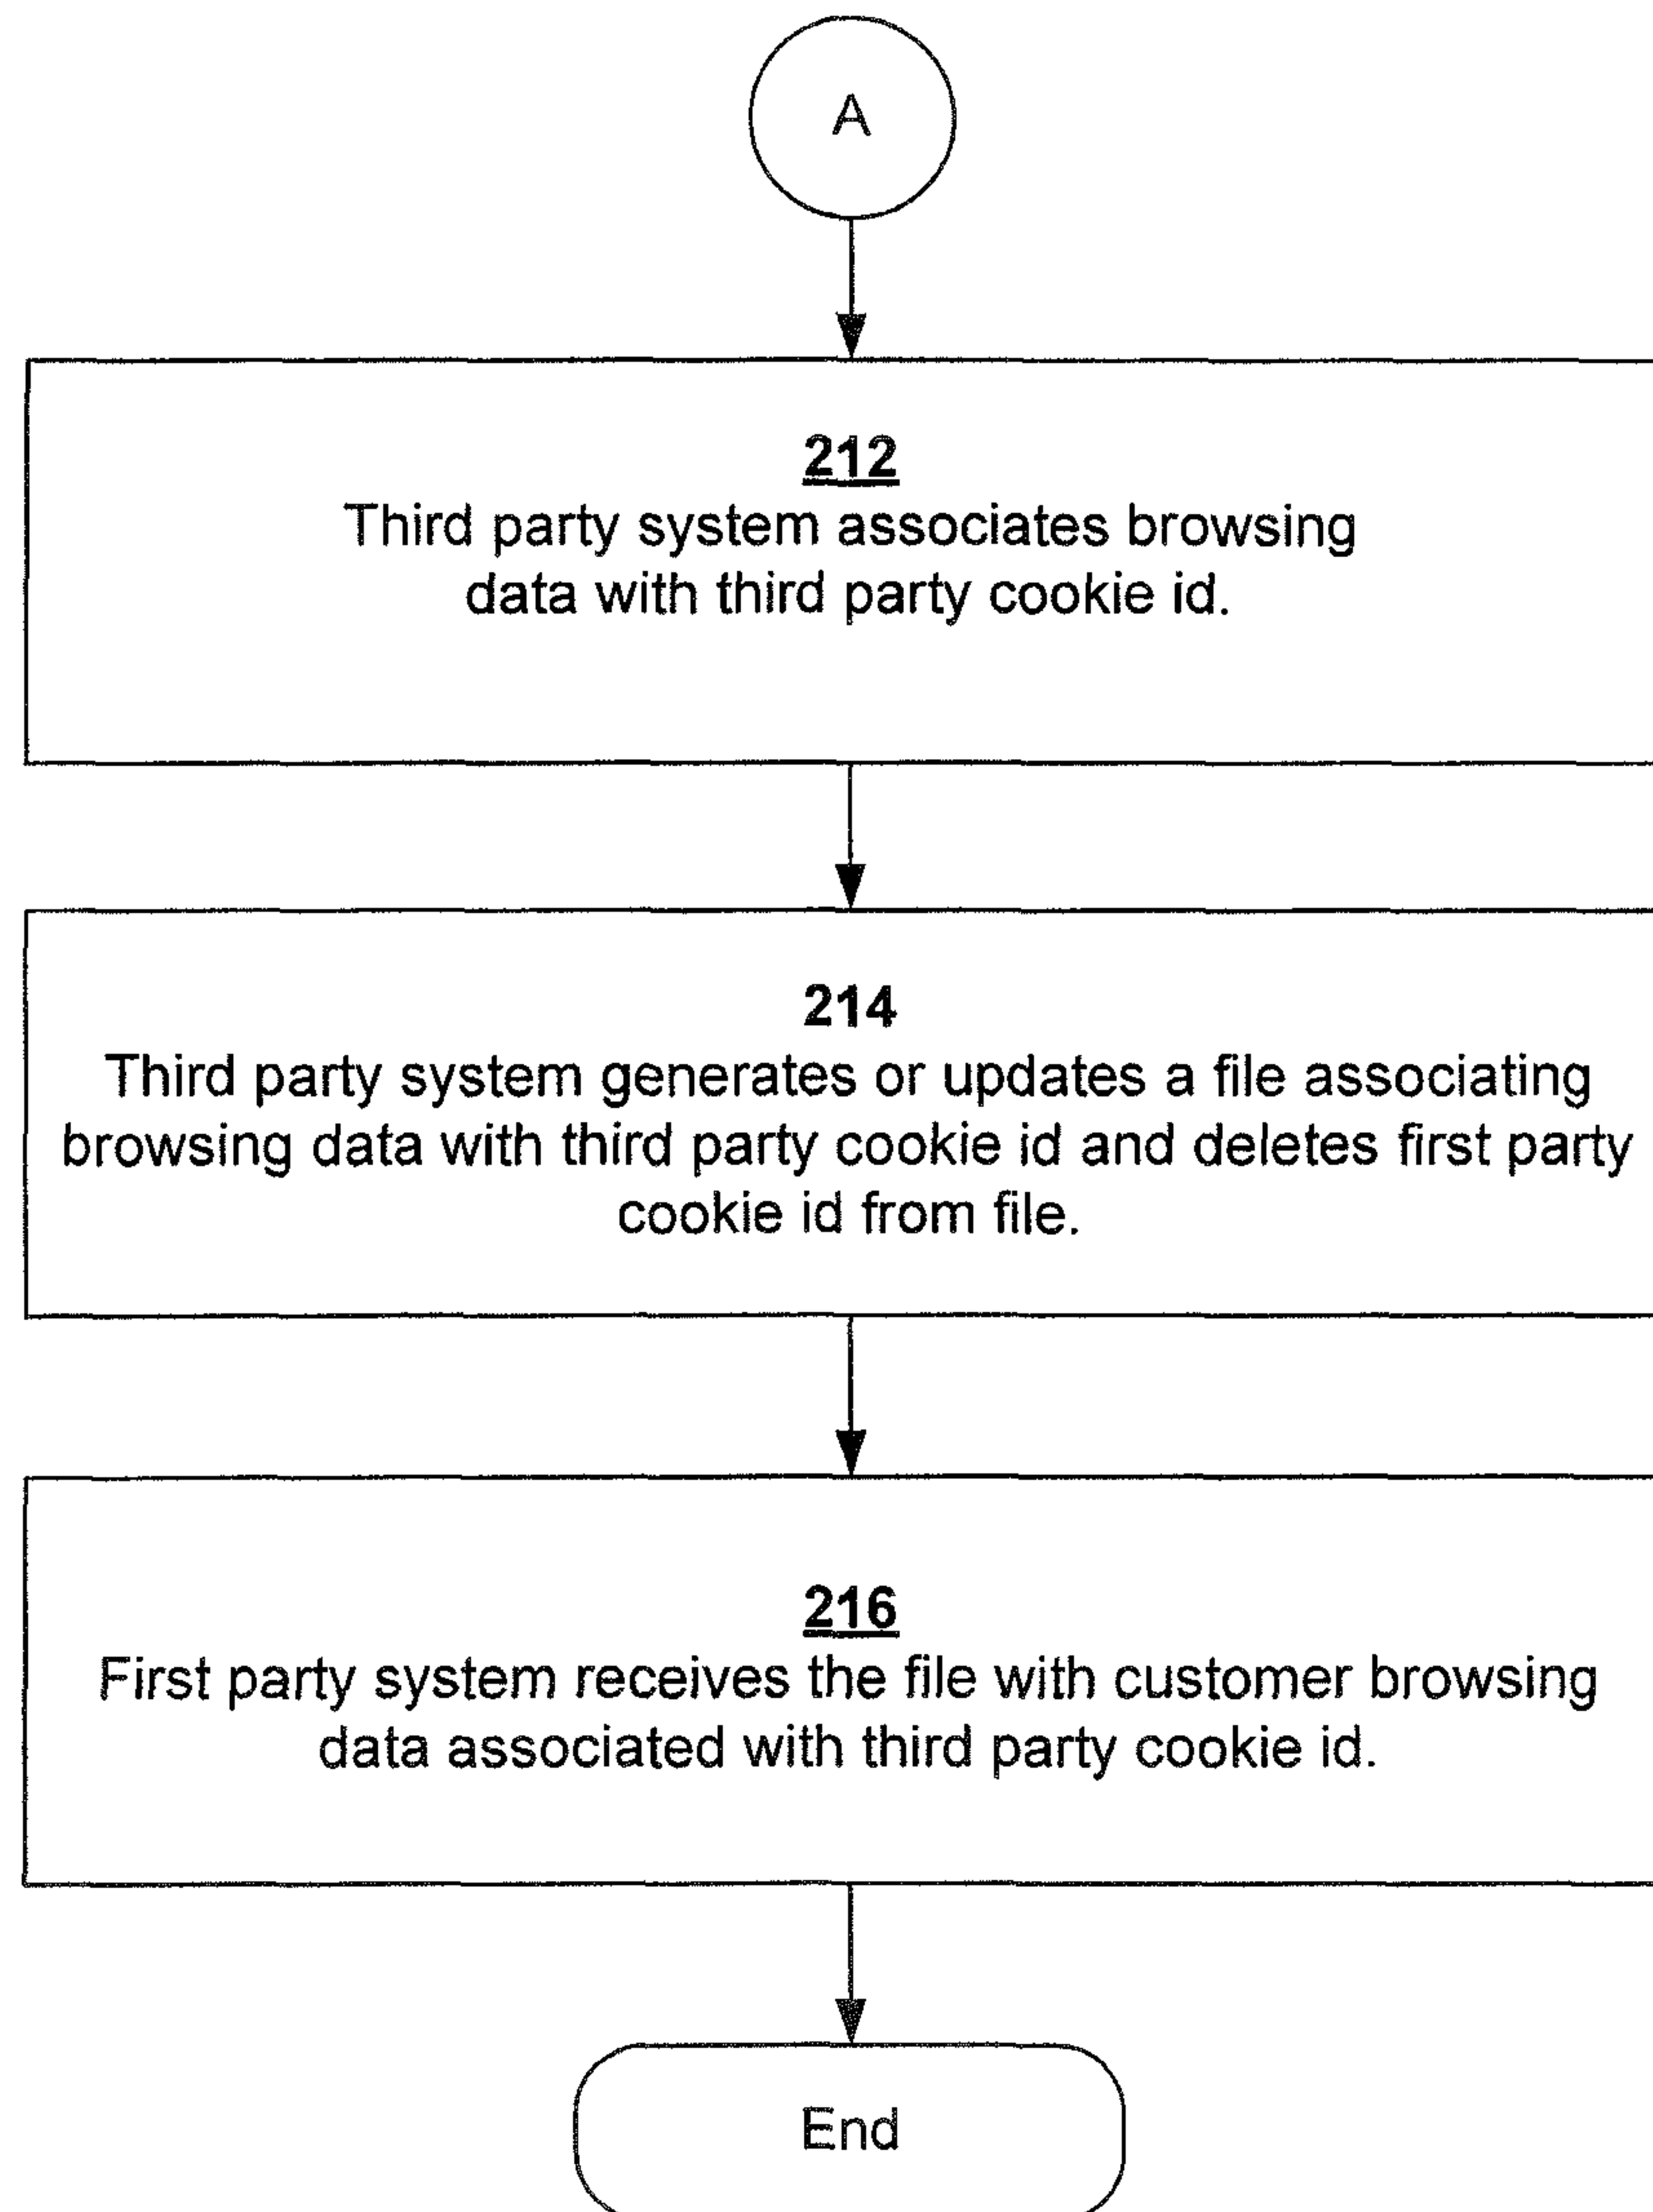 A
212
Third party system associates browsing
data with third party cookie id.
214
Third party system generates or updates a file associating
browsing data with third party cookie id and deletes first party
cookie id from file.
216
First party system receives the file with customer browsing
data associated with third party cookie id.
End